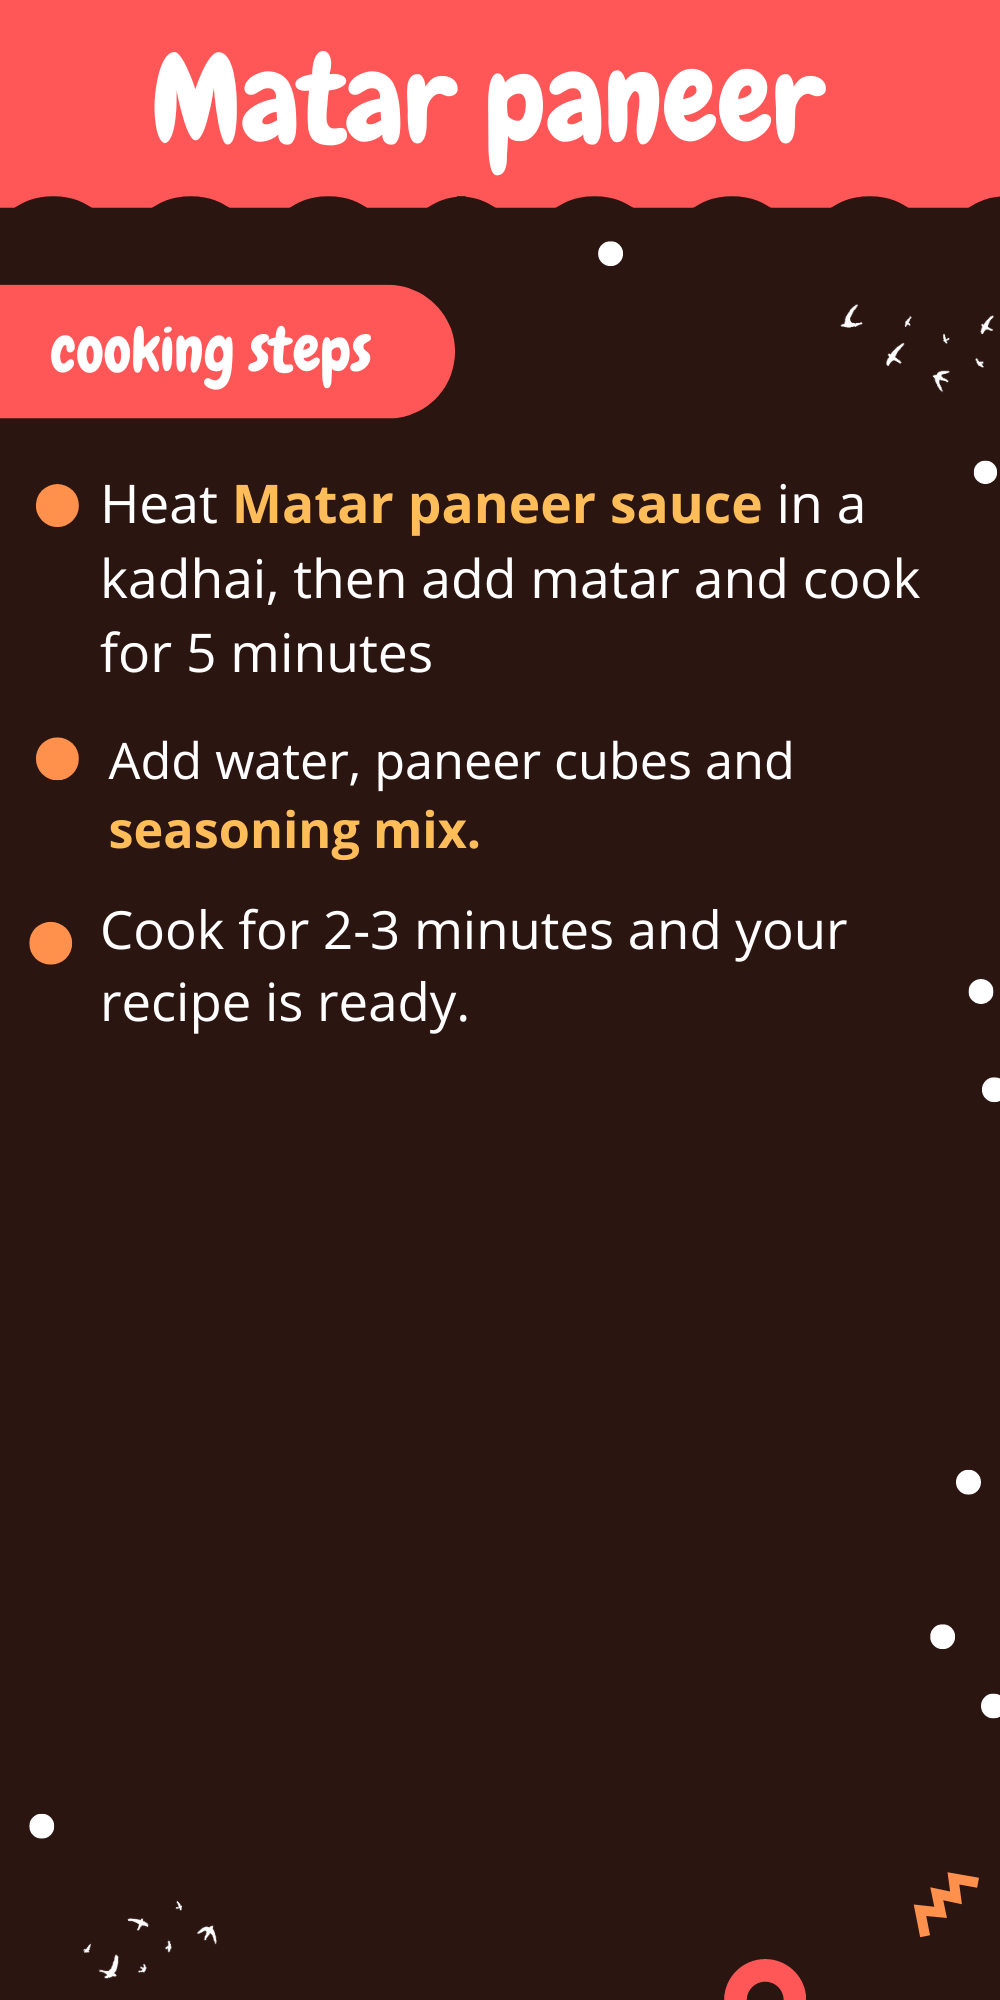 Matar paneer
cooking steps
Heat Matar paneer sauce in a
kadhai, then add matar and cook
for 5 minutes
Add water, paneer cubes and
seasoning mix.
Cook for 2-3 minutes and your
recipe is ready.